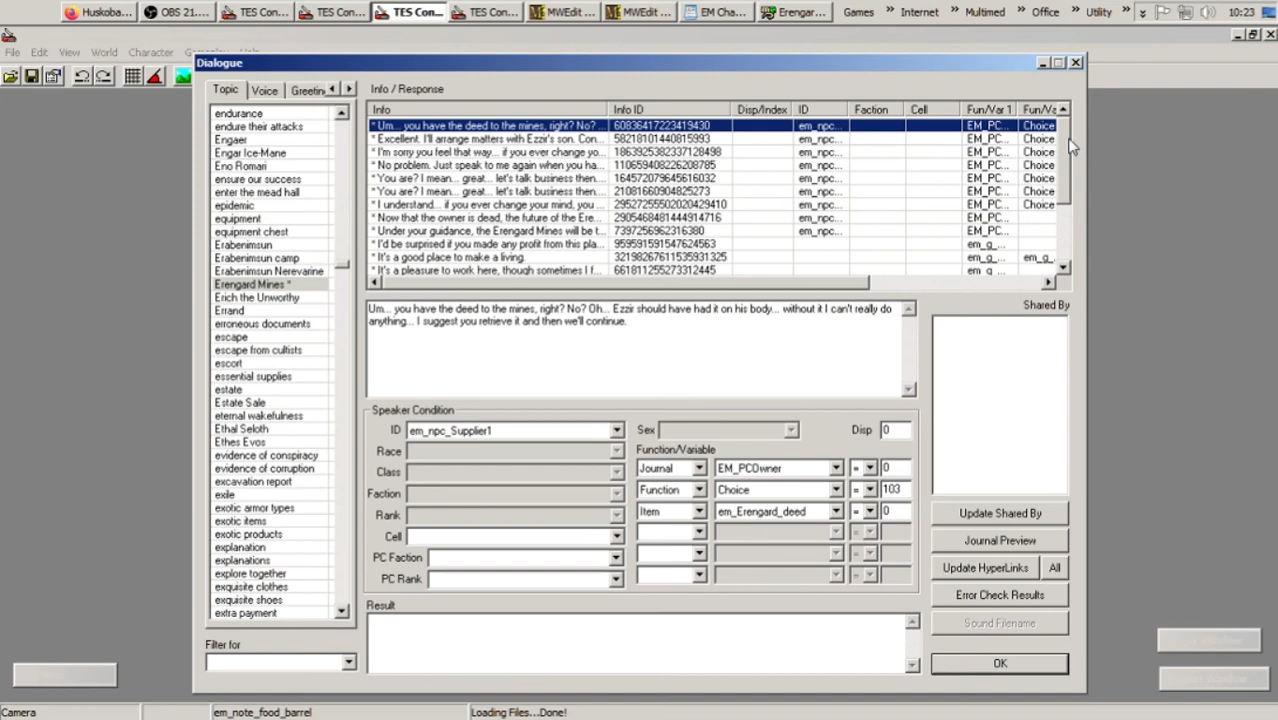 Huskoba...
OBS 21....
TES Con...
TES Con...
TES Con...
TES Con...
MWEdit ...
MWEdit ...
EM Cha...
Erengar...
Games
Internet
Multimed
Office
Utility
10:23
File Edit View World Character
Dialogue
Topic Voice Greetin
Info / Response
endurance
endure their attacks
Engaer
Engar Ice-Mane
Eno Romari
ensure our success
enter the mead hall
epidemic
equipment
equipment chest
Erabenimsun
Erabenimsun camp
Erabenimsun Nerevarine
Erengard Mines *
Erich the Unworthy
Errand
erroneous documents
escape
escape from cultists
escort
essential supplies
estate
Estate Sale
eternal wakefulness
Ethal Seloth
Ethes Evos
evidence of conspiracy
evidence of corruption
excavation report
exile
exotic armor types
exotic items
exotic products
explanation
explanations
explore together
exquisite clothes
exquisite shoes
extra payment
Filter for
Info Info ID Disp/Index ID Faction Cell Fun/Var 1 Fun/Va
* Um... you have the deed to the mines, right? No? ... 60836417223419430 em_npc... EM_PC... Choice
* Excellent. I'll arrange matters with Ezzir's son. Con... 58218101440815993 em_npc... EM_PC... Choice
* I'm sorry you feel that way... if you ever change yo... 1863925382337128498 em_npc... EM_PC... Choice
* No problem. Just speak to me again when you ha... 1106594082262087​85 em_npc... EM_PC... Choice
* You are? I mean... great... let's talk business then.... 164572079645616032 em_npc... EM_PC... Choice
* You are? I mean... great... let's talk business then.... 21081660904825273 em_npc... EM_PC... Choice
* I understand... if you ever change your mind, you ... 29527255502020429410 em_npc... EM_PC... Choice
* Now that the owner is dead, the future of the Ere... 2905468481444914716 em_npc... EM_PC...
* Under your guidance, the Erengard Mines will be ... 7397256962316380 em_npc... EM_PC...
* I'd be surprised if you made any profit from this pla... 959591591547624563 em_g_...
* It's a good place to make a living. 32198267611535931325 em_g_... em_g_...
* It's a pleasure to work here, though sometimes I f... 661811255273312445 em_g_...
Um... you have the deed to the mines, right? No? Oh... Ezzir should have had it on his body... without it I can't really do
anything... I suggest you retrieve it and then we'll continue.
Shared By
Speaker Condition
ID em_npc_Supplier1 Sex Disp 0
Race
Class
Faction
Rank
Cell
PC Faction
PC Rank
Function/Variable
Journal EM_PCOwner = 0
Function Choice = 103
Item em_Erengard_deed = 0
Result
Update Shared By
Journal Preview
Update HyperLinks All
Error Check Results
Sound Filename
OK
Camera em_note_food_barrel Loading Files...Done!